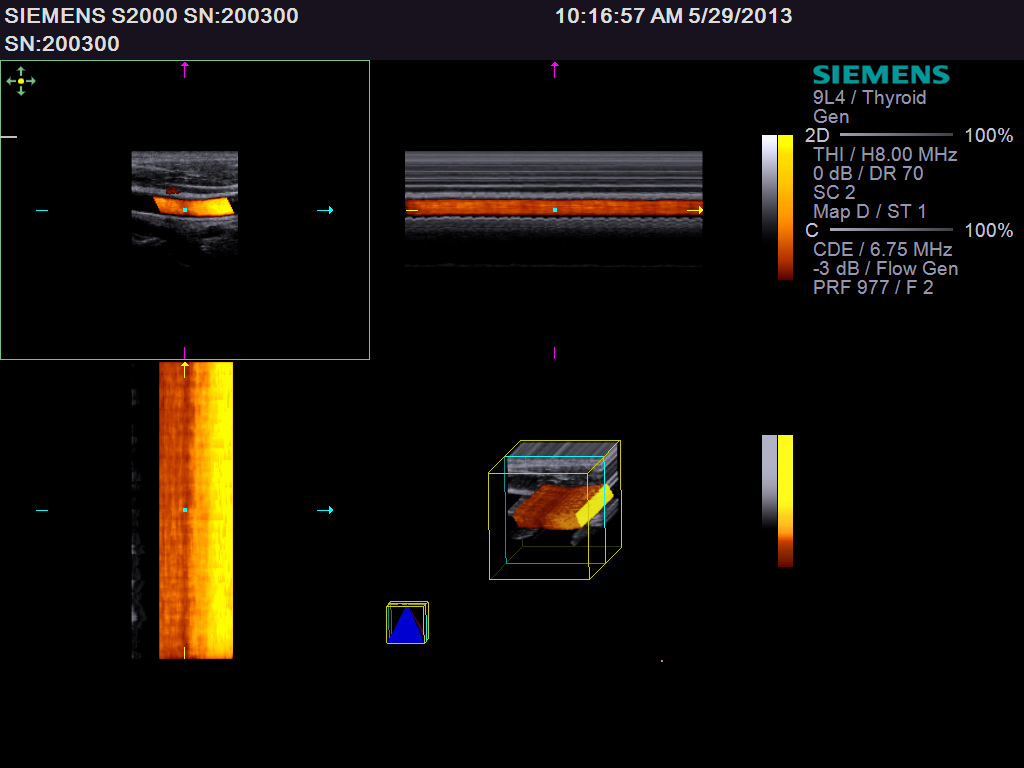 SIEMENS S2000 SN:200300
10:16:57 AM 5/29/2013
SN:200300
SIEMENS
9L4 / Thyroid
Gen
2D 100%
THI / H8.00 MHz
0 dB / DR 70
SC 2
Map D / ST 1
C 100%
CDE / 6.75 MHz
-3 dB / Flow Gen
PRF 977 / F 2